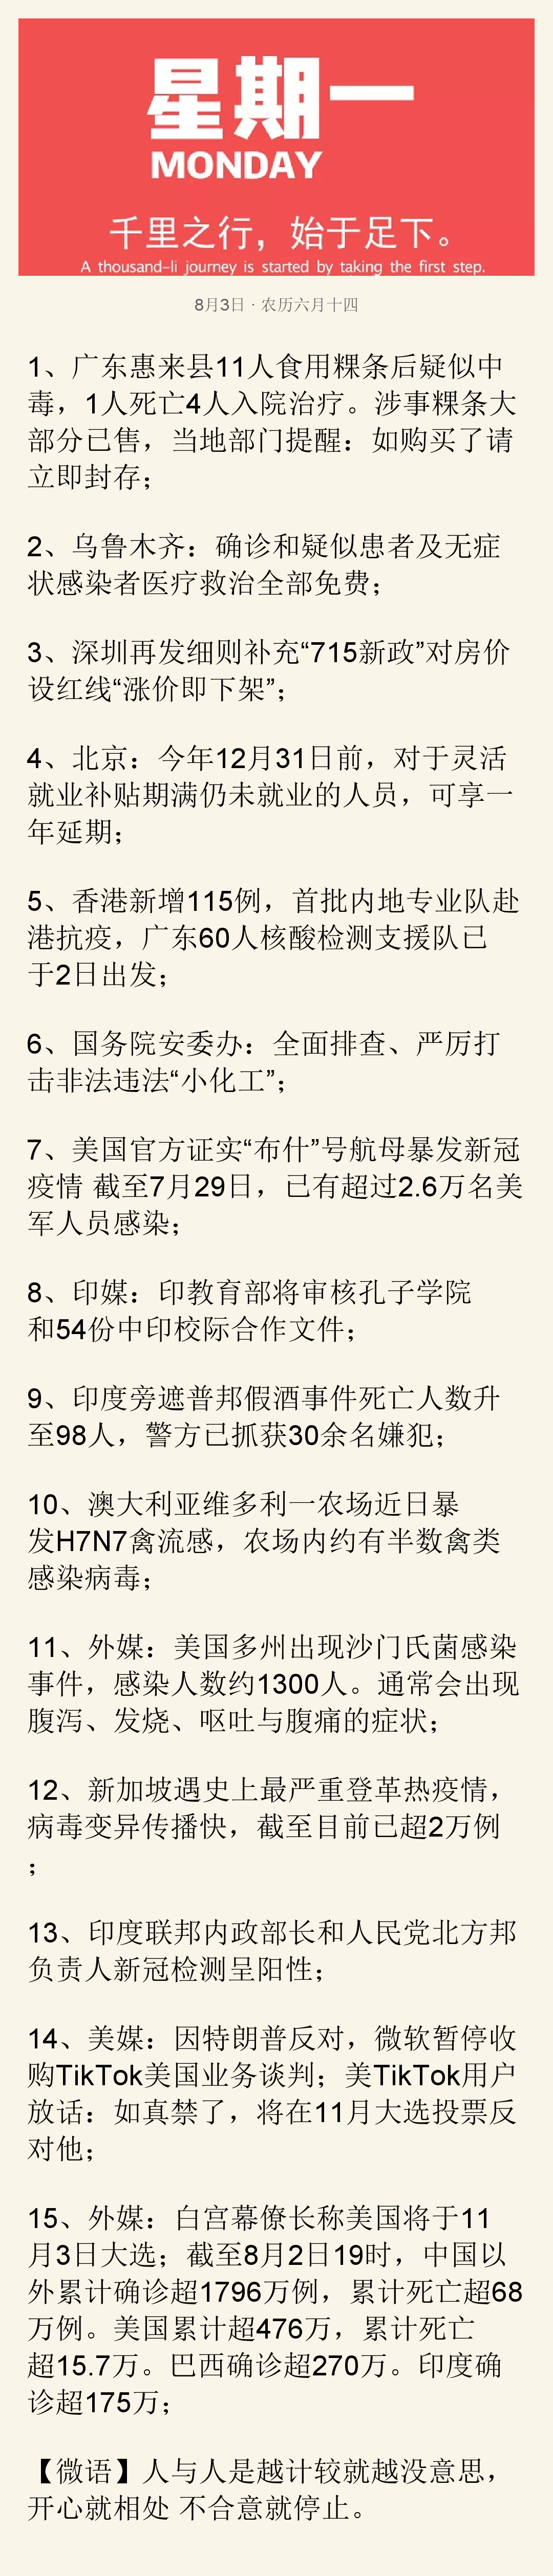 星期一
MONDAY
千里之行，始于足下。
A thousand-li journey is started by taking the first step.
8月3日 · 农历六月十四
1、广东惠来县11人食用粿条后疑似中
毒，1人死亡4人入院治疗。涉事粿条大
部分已售，当地部门提醒：如购买了请
立即封存；
2、乌鲁木齐：确诊和疑似患者及无症
状感染者医疗救治全部免费；
3、深圳再发细则补充“715新政”对房价
设红线“涨价即下架”；
4、北京：今年12月31日前，对于灵活
就业补贴期满仍未就业的人员，可享一
年延期；
5、香港新增115例，首批内地专业队赴
港抗疫，广东60人核酸检测支援队已
于2日出发；
6、国务院安委办：全面排查、严厉打
击非法违法“小化工”；
7、美国官方证实“布什”号航母暴发新冠
疫情 截至7月29日，已有超过2.6万名美
军人员感染；
8、印媒：印教育部将审核孔子学院
和54份中印校际合作文件；
9、印度旁遮普邦假酒事件死亡人数升
至98人，警方已抓获30余名嫌犯；
10、澳大利亚维多利一农场近日暴
发H7N7禽流感，农场内约有半数禽类
感染病毒；
11、外媒：美国多州出现沙门氏菌感染
事件，感染人数约1300人。通常会出现
腹泻、发烧、呕吐与腹痛的症状；
12、新加坡遇史上最严重登革热疫情，
病毒变异传播快，截至目前已超2万例
；
13、印度联邦内政部长和人民党北方邦
负责人新冠检测呈阳性；
14、美媒：因特朗普反对，微软暂停收
购TikTok美国业务谈判；美TikTok用户
放话：如真禁了，将在11月大选投票反
对他；
15、外媒：白宫幕僚长称美国将于11
月3日大选；截至8月2日19时，中国以
外累计确诊超1796万例，累计死亡超68
万例。美国累计超476万，累计死亡
超15.7万。巴西确诊超270万。印度确
诊超175万；
【微语】人与人是越计较就越没意思，
开心就相处 不合意就停止。